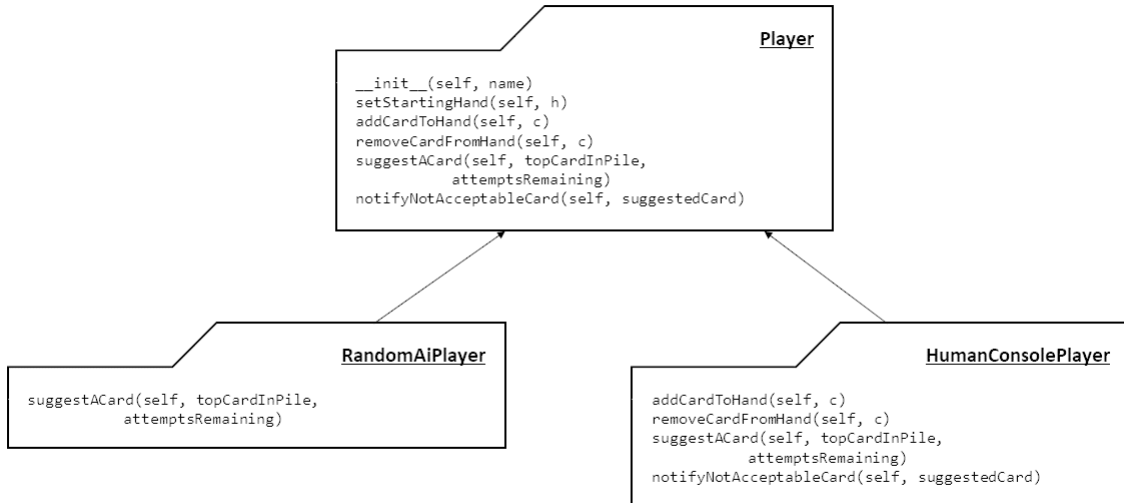 Player
__init__(self, name)
setStartingHand(self, h)
addCardToHand(self, c)
removeCardFromHand(self, c)
suggestACard(self, topCardInPile,
attemptsRemaining)
notifyNotAcceptableCard(self, suggestedCard)
RandomAiPlayer
suggestACard(self, topCardInPile,
attemptsRemaining)
HumanConsolePlayer
addCardToHand(self, c)
removeCardFromHand(self, c)
suggestACard(self, topCardInPile,
attemptsRemaining)
notifyNotAcceptableCard(self, suggestedCard)